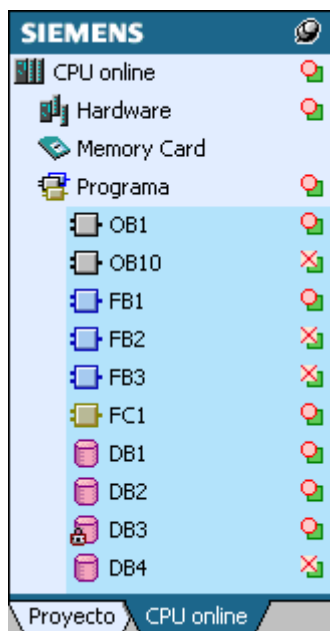 SIEMENS
CPU online
Hardware
Memory Card
Programa
OB1
OB10
FB1
FB2
FB3
FC1
DB1
DB2
DB3
DB4
Proyecto CPU online